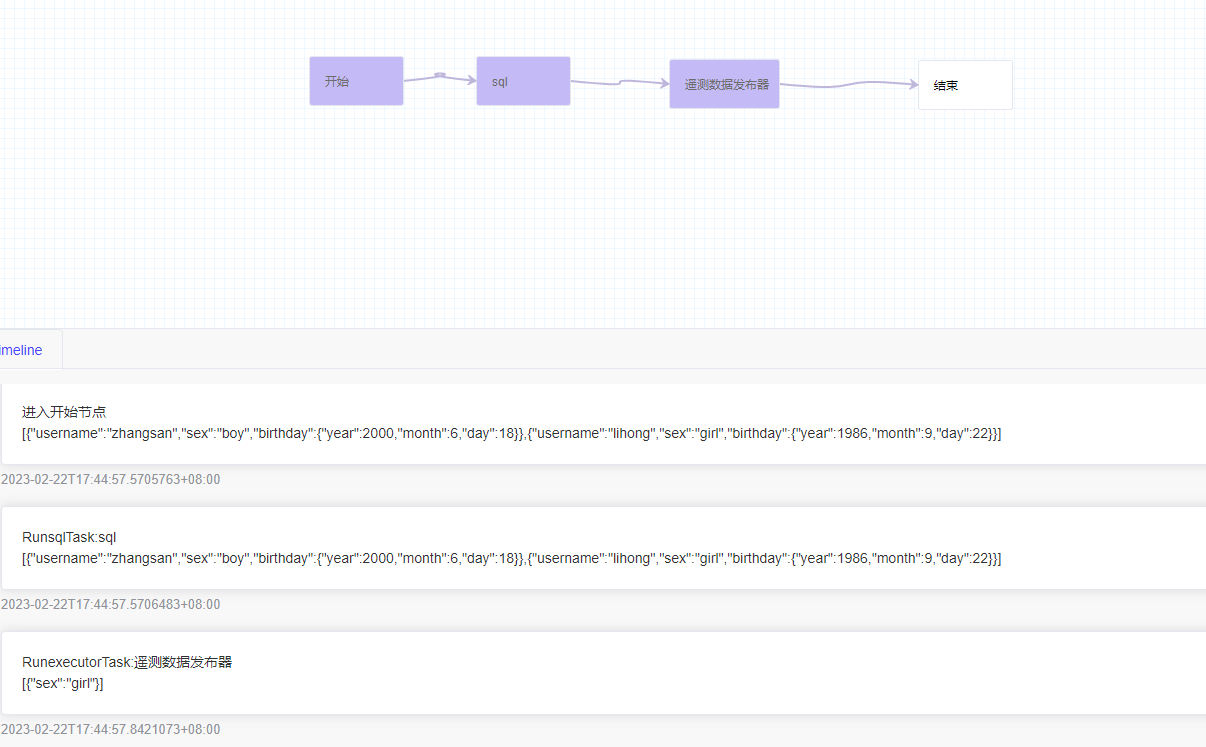 开始
sql
遥测数据发布器
结束
imeline
进入开始节点
[{"username":"zhangsan","sex":"boy","birthday":{"year":2000,"month":6,"day":18}},{"username":"lihong","sex":"girl","birthday":{"year":1986,"month":9,"day":22}}]
2023-02-22T17:44:57.5705763+08:00
RunsqlTask:sql
[{"username":"zhangsan","sex":"boy","birthday":{"year":2000,"month":6,"day":18}},{"username":"lihong","sex":"girl","birthday":{"year":1986,"month":9,"day":22}}]
2023-02-22T17:44:57.5706483+08:00
RunexecutorTask:遥测数据发布器
[{"sex":"girl"}]
2023-02-22T17:44:57.8421073+08:00